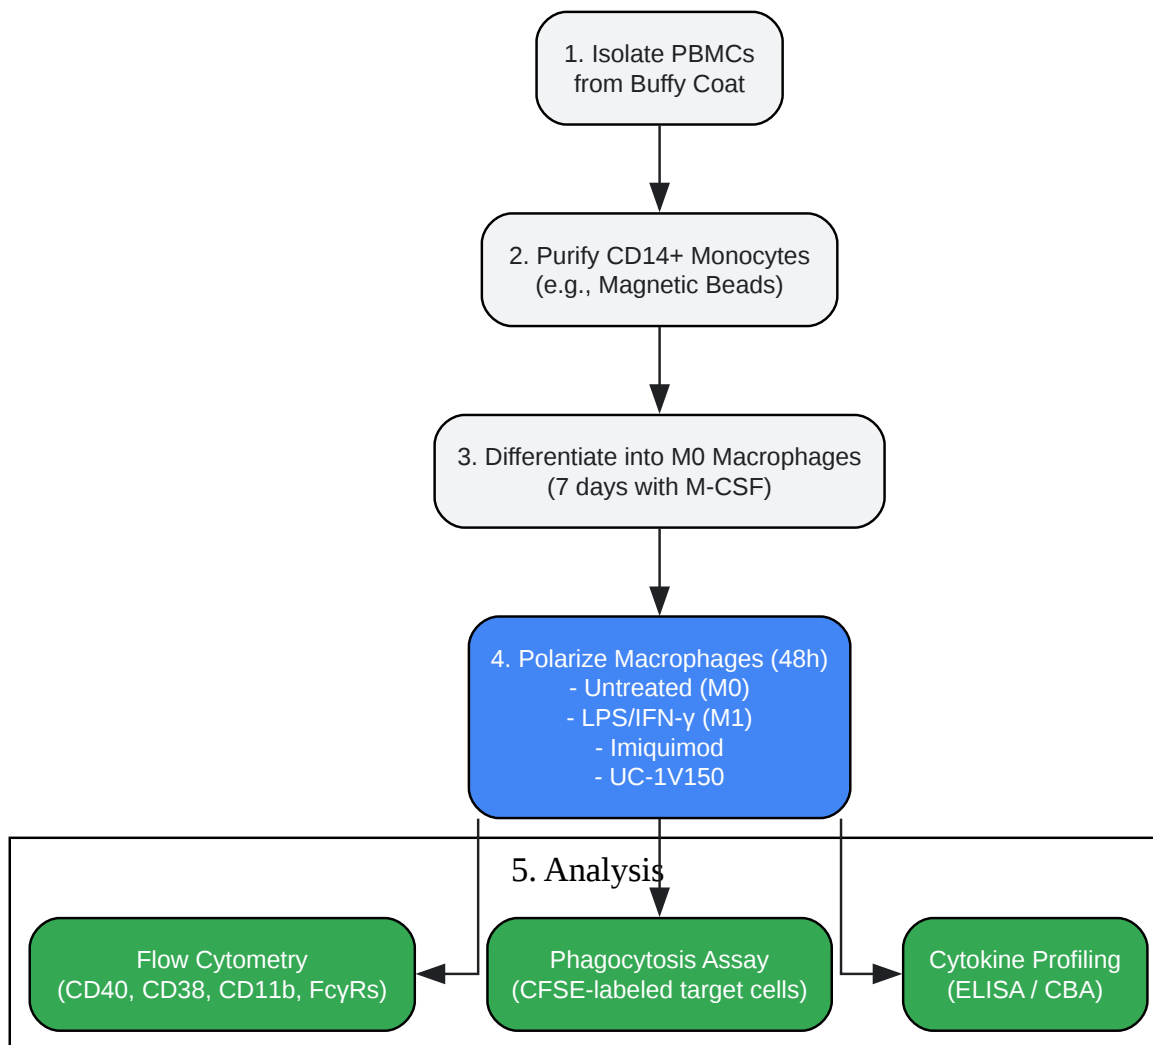 1. Isolate PBMCs
from Buffy Coat
2. Purify CD14+ Monocytes
(e.g., Magnetic Beads)
3. Differentiate into M0 Macrophages
(7 days with M-CSF)
4. Polarize Macrophages (48h)
- Untreated (M0)
- LPS/IFN-γ (M1)
- Imiquimod
- UC-1V150
5. Analysis
Flow Cytometry
(CD40, CD38, CD11b, FcγRs)
Phagocytosis Assay
(CFSE-labeled target cells)
Cytokine Profiling
(ELISA / CBA)